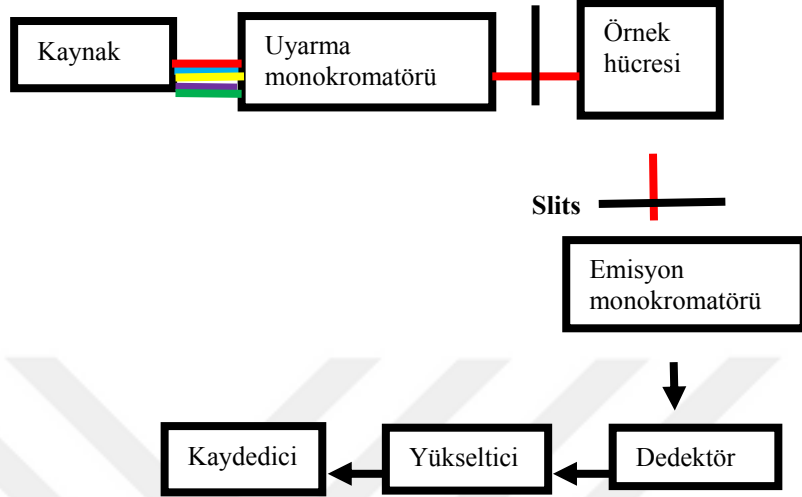 Kaynak
Uyarma
monokromatörü
Örnek
hücresi
Slits
Emisyon
monokromatörü
Kaydedici
Yükseltici
Dedektör